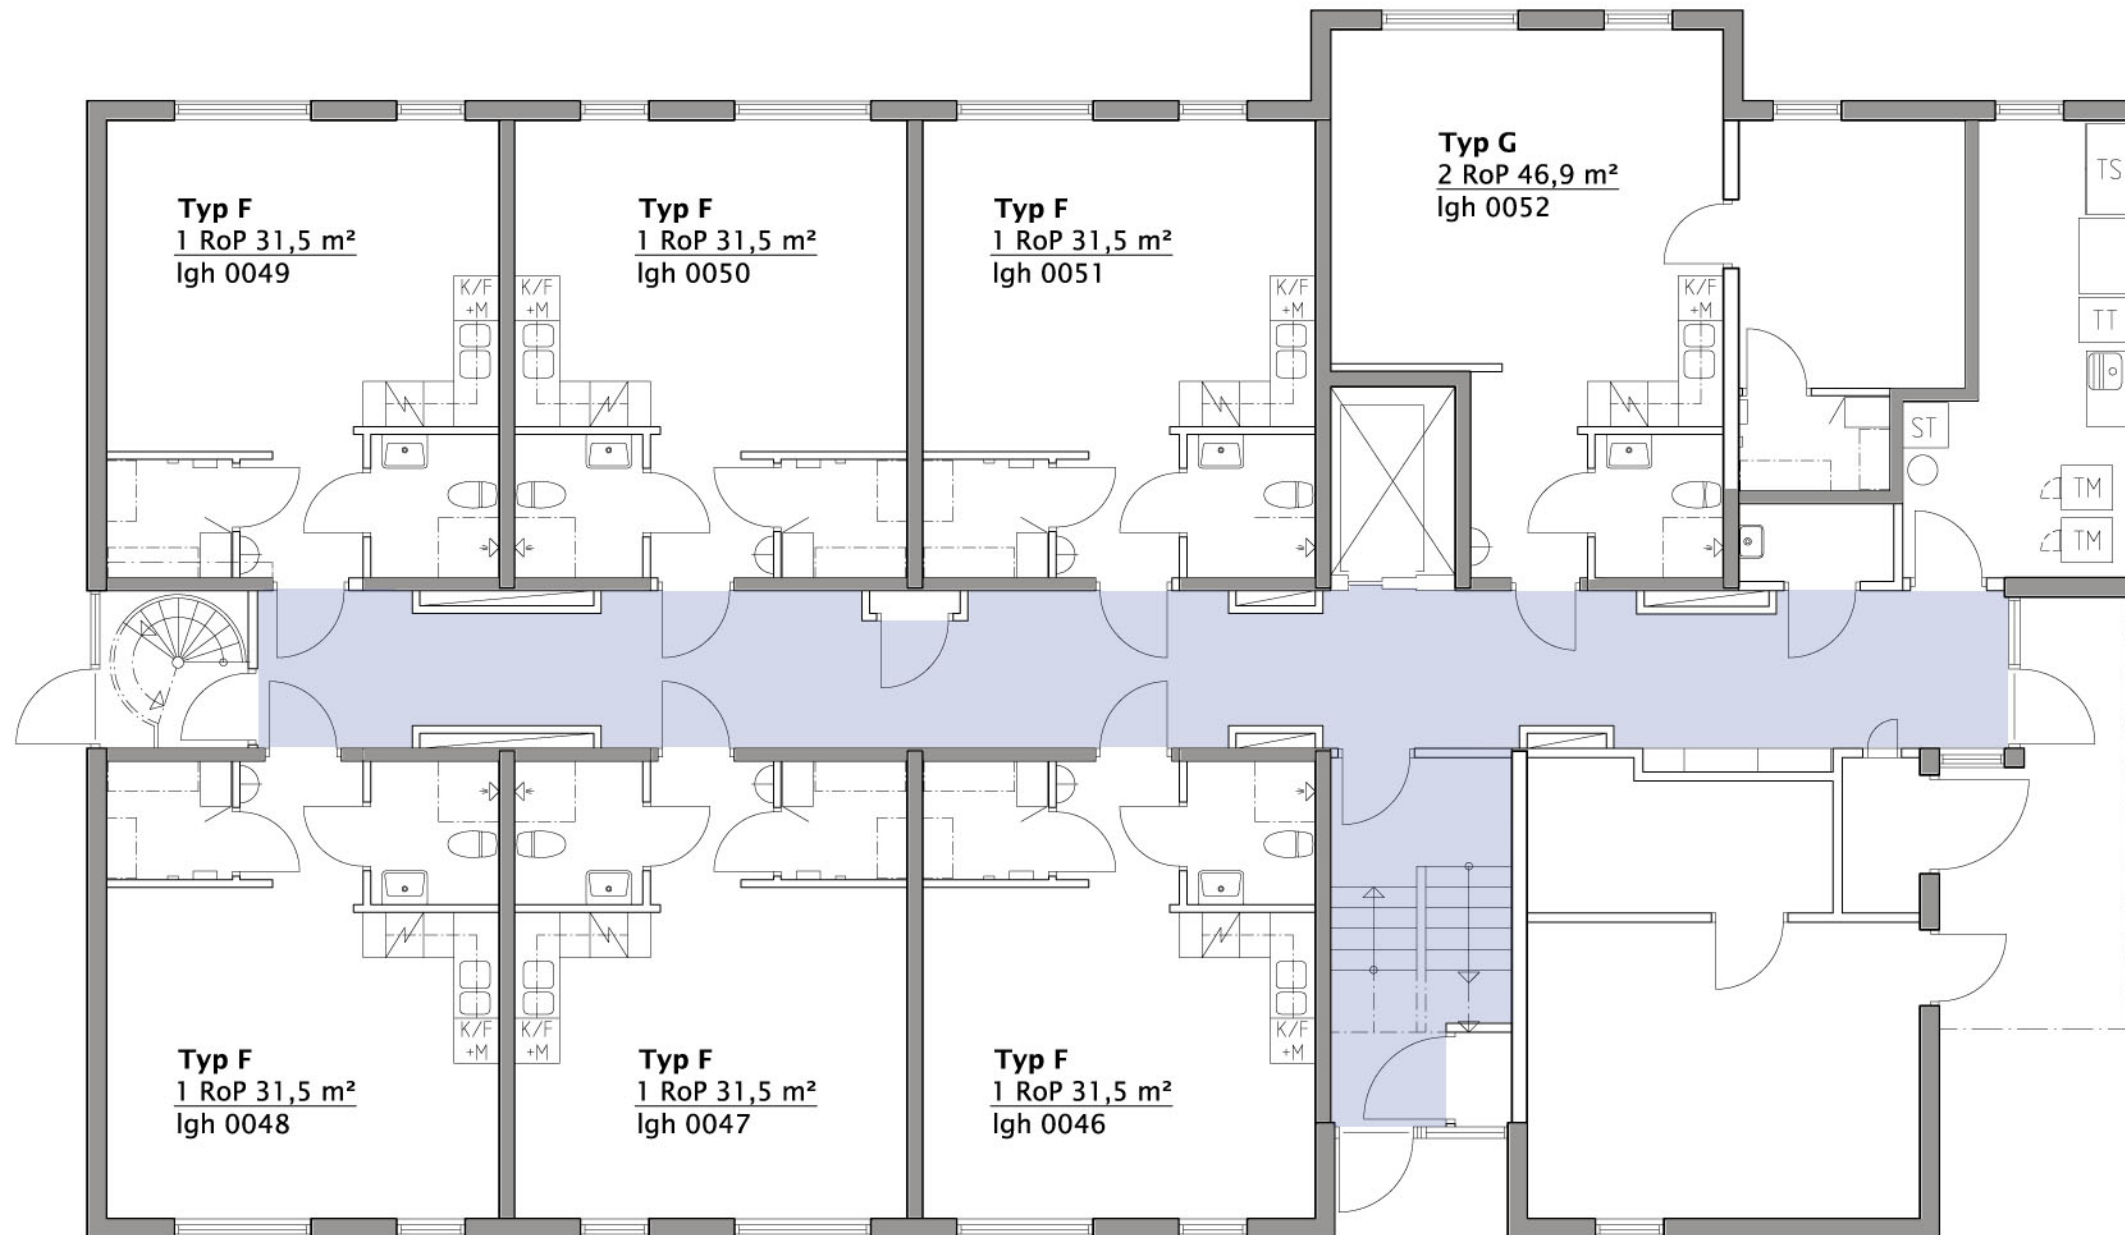 Typ G
2 RoP 46,9 m²
lgh 0052
TS
Typ F
1 RoP 31,5 m²
lgh 0049
Typ F
1 RoP 31,5 m²
lgh 0050
Typ F
1 RoP 31,5 m²
lgh 0051
K/F
+M
K/F
+M
K/F
+M
K/F
+M
TT
ST
TM
TM
K/F
+M
K/F
+M
K/F
+M
Typ F
1 RoP 31,5 m²
lgh 0048
Typ F
1 RoP 31,5 m²
lgh 0047
Typ F
1 RoP 31,5 m²
lgh 0046